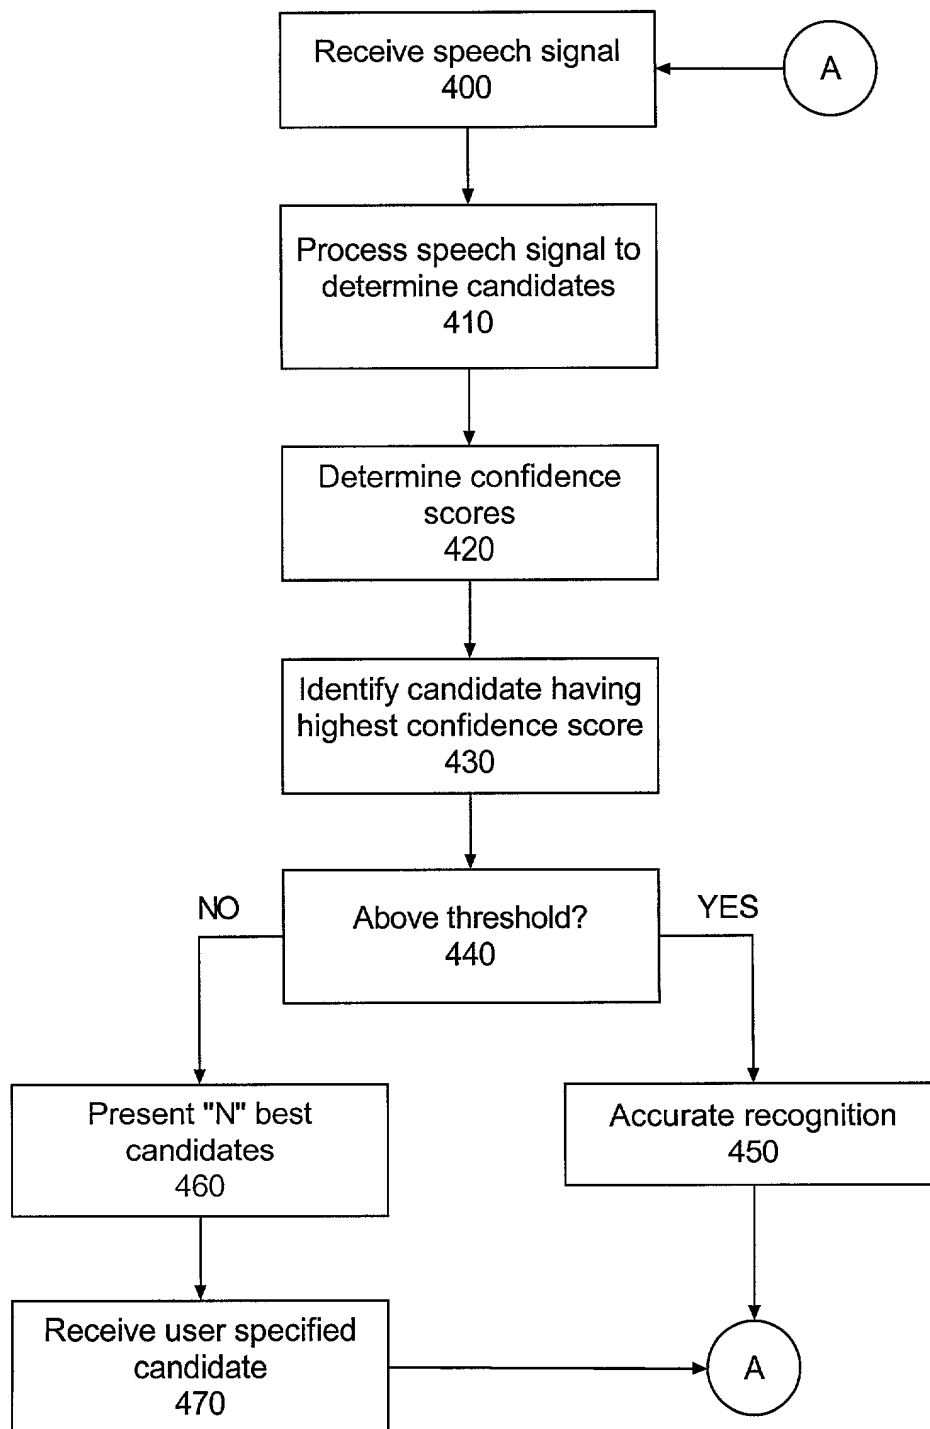 Receive speech signal
400
A
Process speech signal to
determine candidates
410
Determine confidence
scores
420
Identify candidate having
highest confidence score
430
NO
Above threshold?
440
YES
Present "N" best
candidates
460
Accurate recognition
450
Receive user specified
candidate
470
A